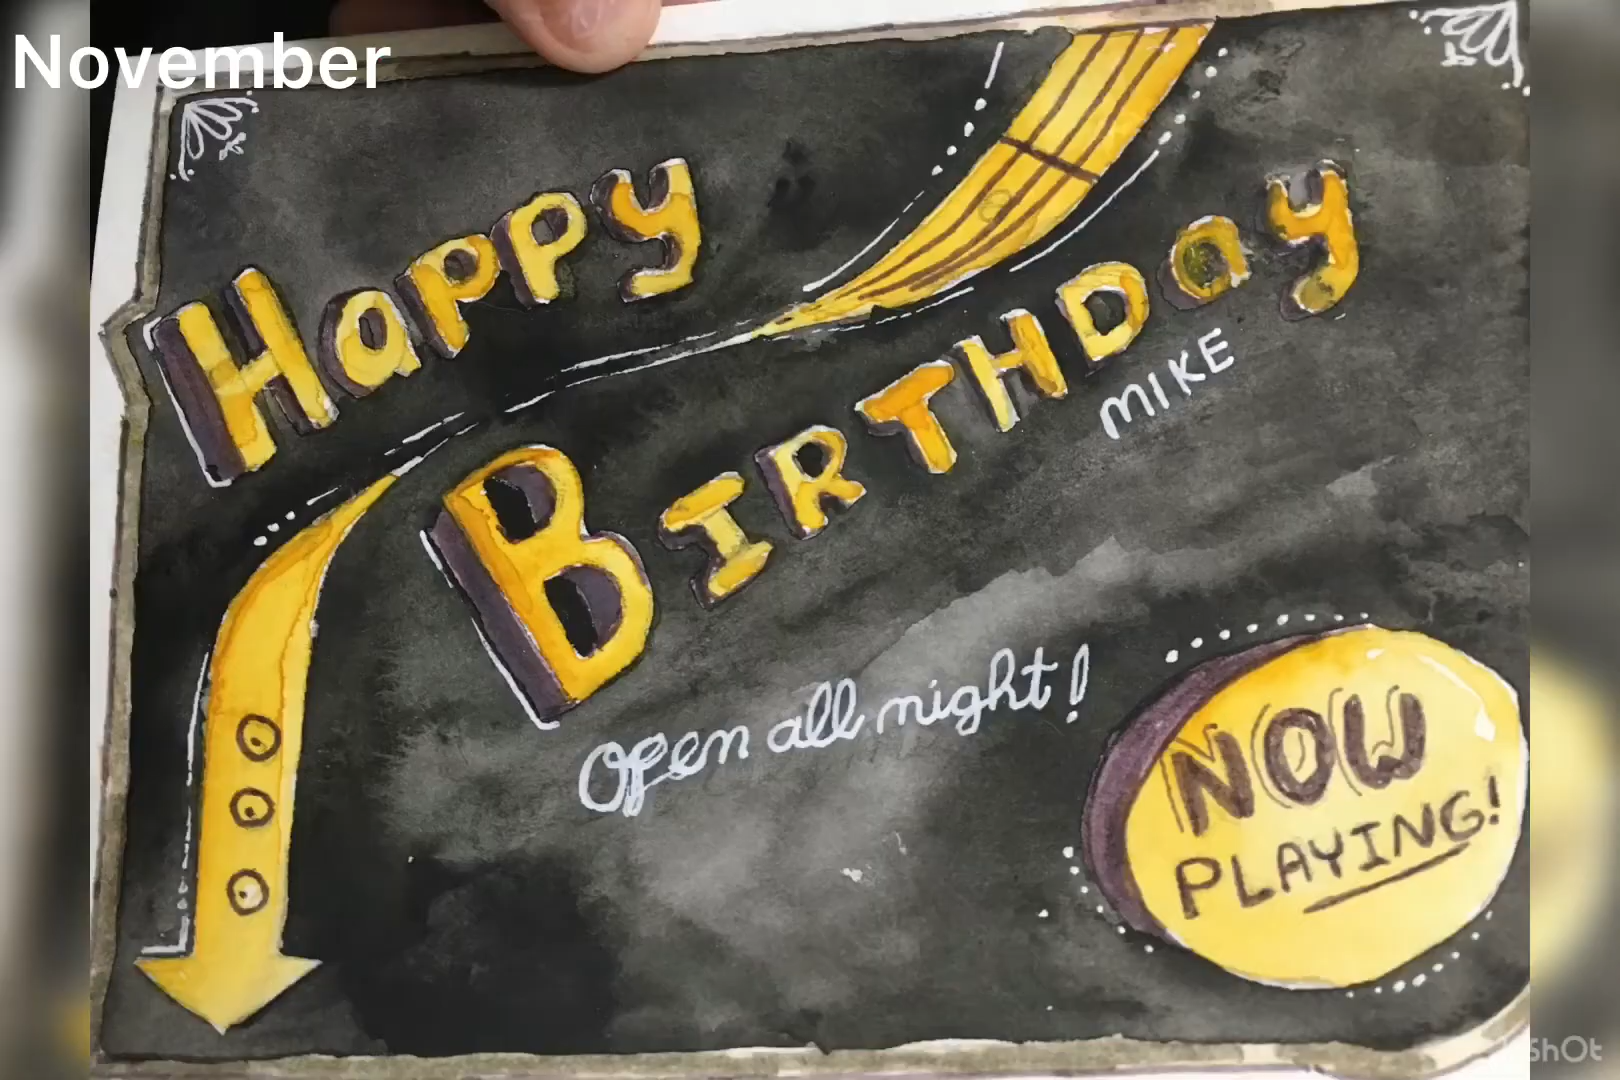 November
Happy
BIRTHDay
MIKE
Open all night!
NOW
PLAYING!